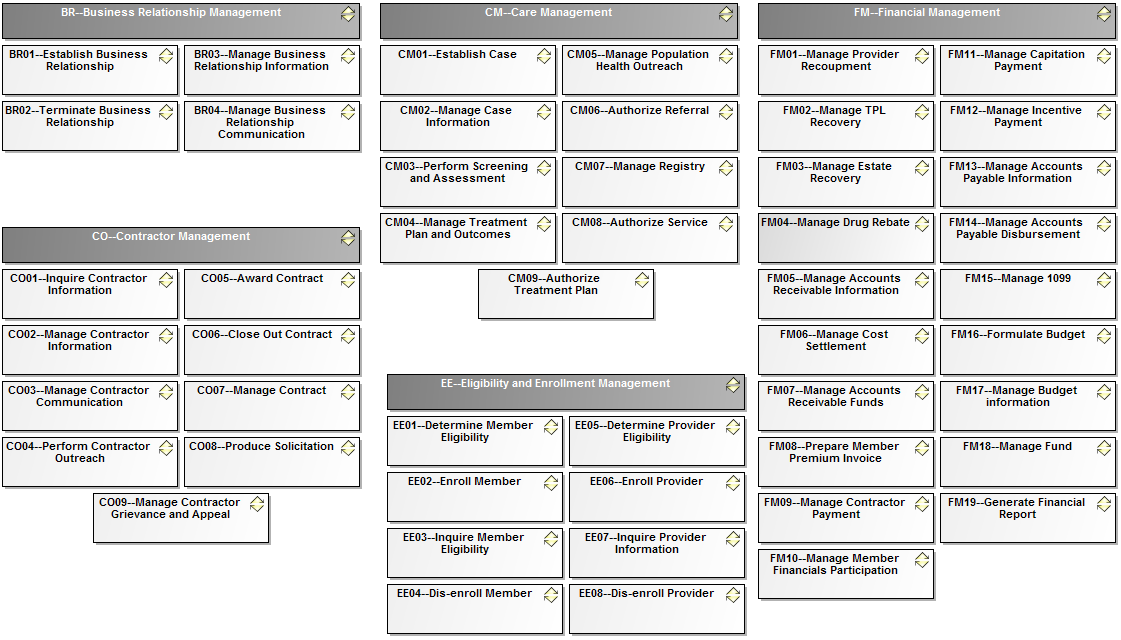 BR--Business Relationship Management
BR01--Establish Business
Relationship
BR03--Manage Business
Relationship Information
BR02--Terminate Business
Relationship
BR04--Manage Business
Relationship
Communication
CO--Contractor Management
CO01--Inquire Contractor
Information
CO05--Award Contract
CO02--Manage Contractor
Information
CO06--Close Out Contract
CO03--Manage Contractor
Communication
CO07--Manage Contract
CO04--Perform Contractor
Outreach
CO08--Produce Solicitation
CO09--Manage Contractor
Grievance and Appeal
CM--Care Management
CM01--Establish Case
CM05--Manage Population
Health Outreach
CM02--Manage Case
Information
CM06--Authorize Referral
CM03--Perform Screening
and Assessment
CM07--Manage Registry
CM04--Manage Treatment
Plan and Outcomes
CM08--Authorize Service
CM09--Authorize
Treatment Plan
EE--Eligibility and Enrollment Management
EE01--Determine Member
Eligibility
EE05--Determine Provider
Eligibility
EE02--Enroll Member
EE06--Enroll Provider
EE03--Inquire Member
Eligibility
EE07--Inquire Provider
Information
EE04--Dis-enroll Member
EE08--Dis-enroll Provider
FM--Financial Management
FM01--Manage Provider
Recoupment
FM11--Manage Capitation
Payment
FM02--Manage TPL
Recovery
FM12--Manage Incentive
Payment
FM03--Manage Estate
Recovery
FM13--Manage Accounts
Payable Information
FM04--Manage Drug Rebate
FM14--Manage Accounts
Payable Disbursement
FM05--Manage Accounts
Receivable Information
FM15--Manage 1099
FM06--Manage Cost
Settlement
FM16--Formulate Budget
FM07--Manage Accounts
Receivable Funds
FM17--Manage Budget
information
FM08--Prepare Member
Premium Invoice
FM18--Manage Fund
FM09--Manage Contractor
Payment
FM19--Generate Financial
Report
FM10--Manage Member
Financials Participation